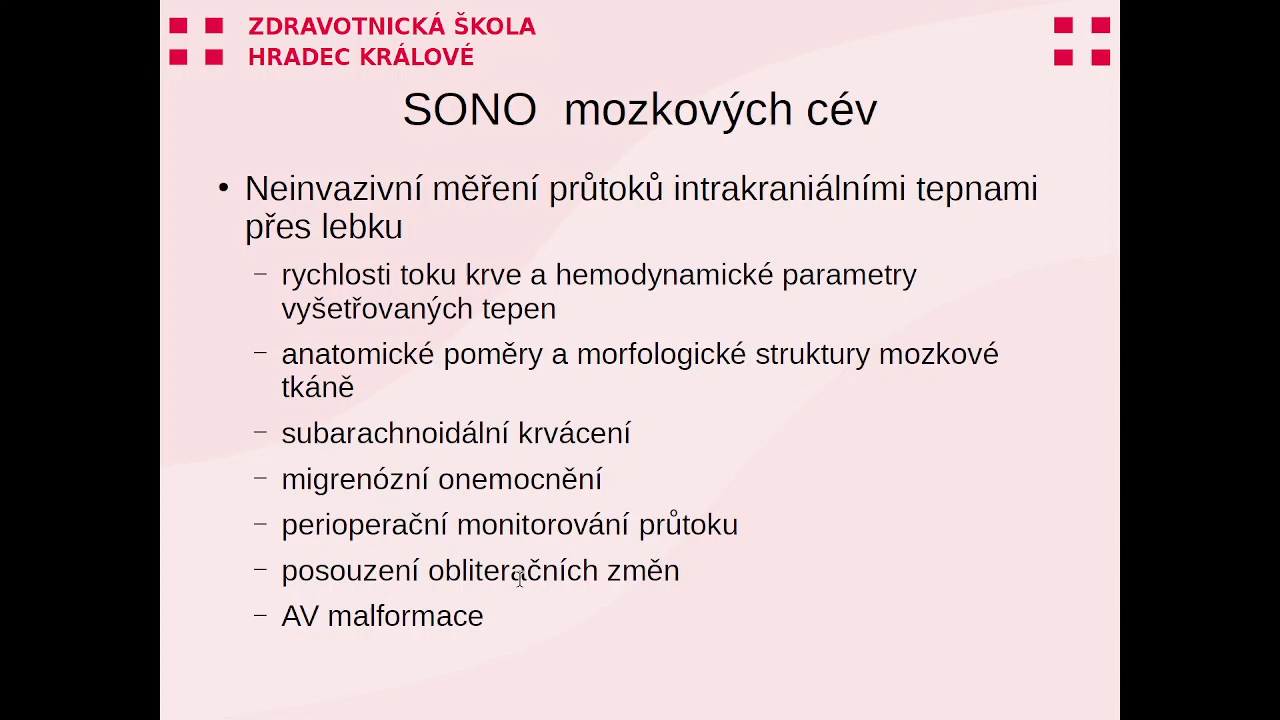 ZDRAVOTNICKÁ ŠKOLA
HRADEC KRÁLOVÉ
SONO mozkových cév
• Neinvazivní měření průtoků intrakraniálními tepnami
přes lebku
– rychlosti toku krve a hemodynamické parametry
vyšetřovaných tepen
– anatomické poměry a morfologické struktury mozkové
tkáně
– subarachnoidální krvácení
– migrenózní onemocnění
– perioperační monitorování průtoku
– posouzení obliteračních změn
– AV malformace